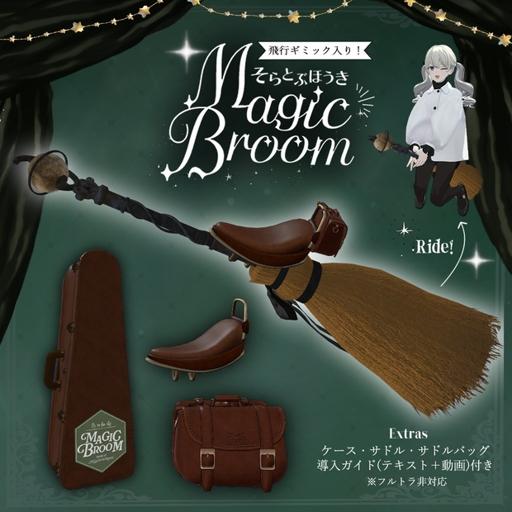 飛行ギミック入り！
そらとぶほうき
Magic
Broom
Ride!
MAGIC
BROOM
Extras
ケース・サドル・サドルバッグ
導入ガイド(テキスト＋動画)付き
※フルトラ非対応